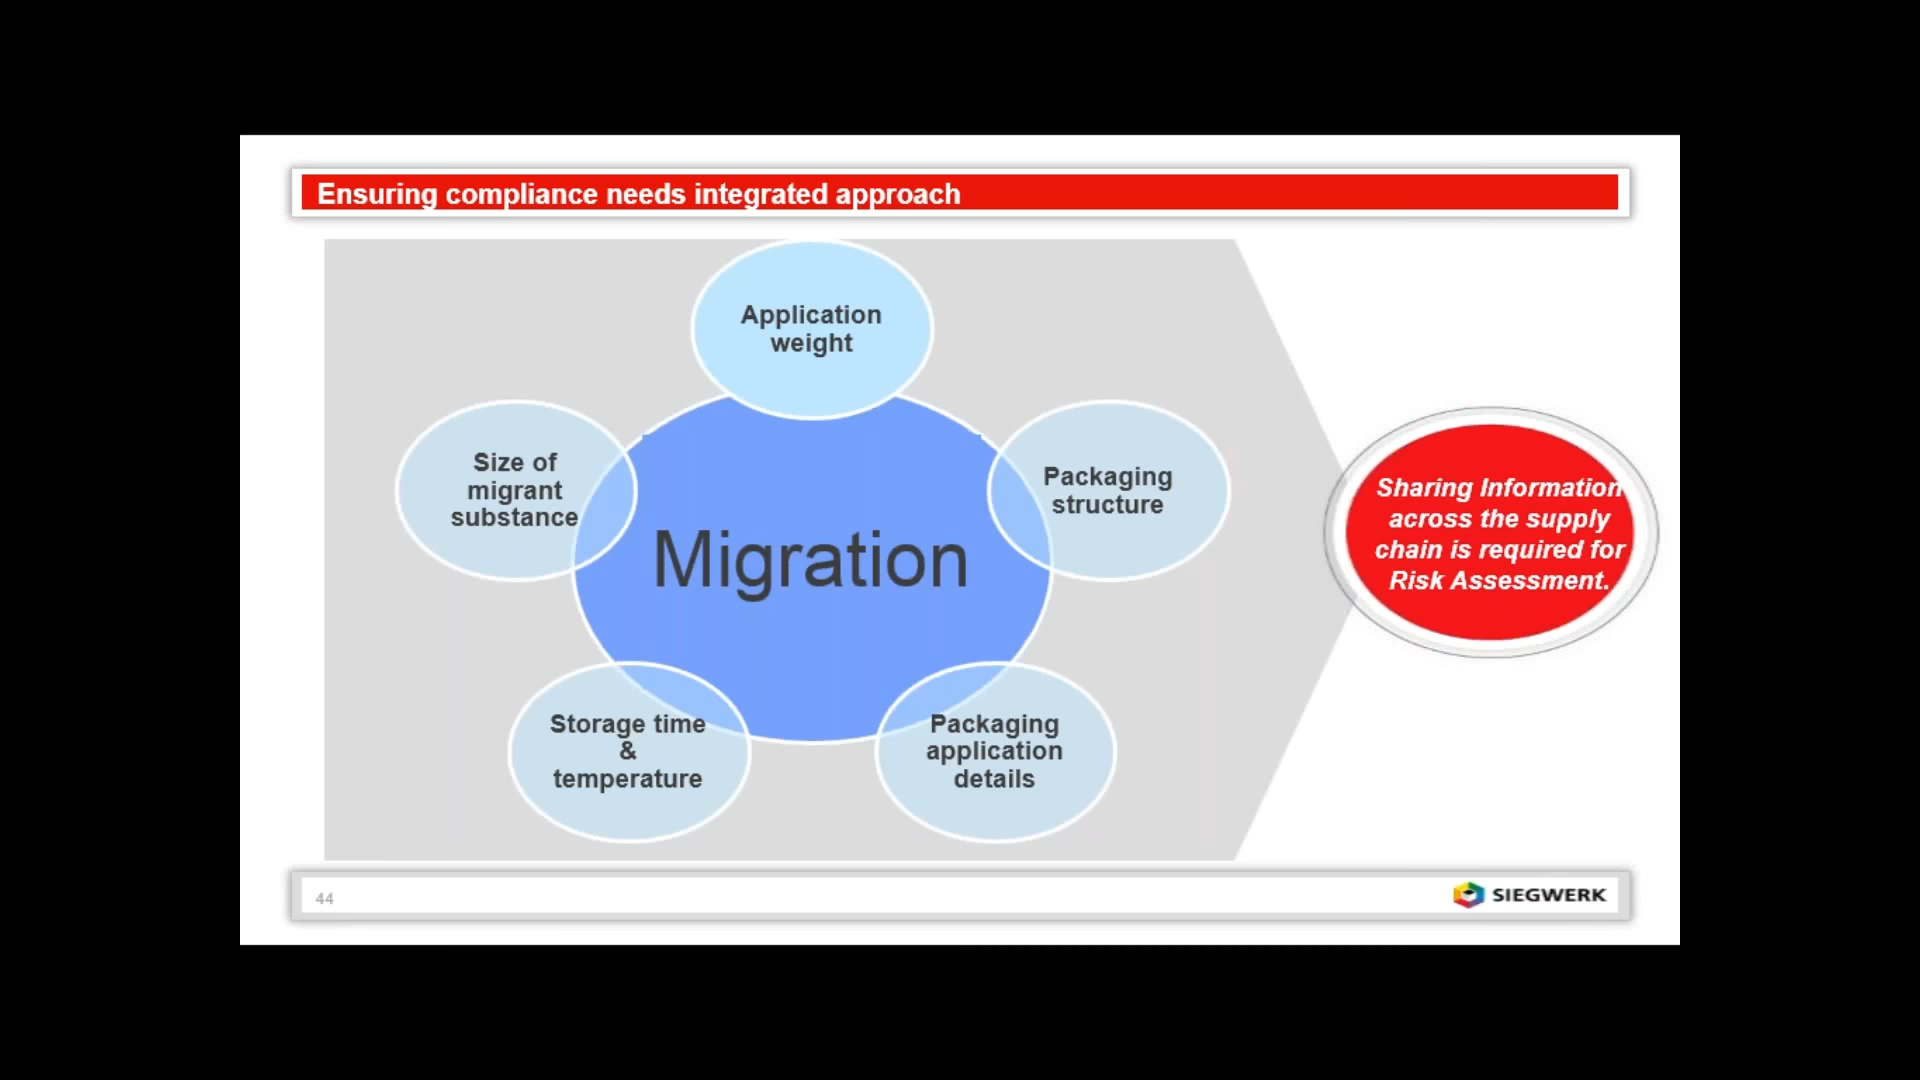 Ensuring compliance needs integrated approach
Application
weight
Size of
migrant
substance
Packaging
structure
Migration
Storage time
&
temperature
Packaging
application
details
Sharing Information
across the supply
chain is required for
Risk Assessment.
44
SIEGWERK